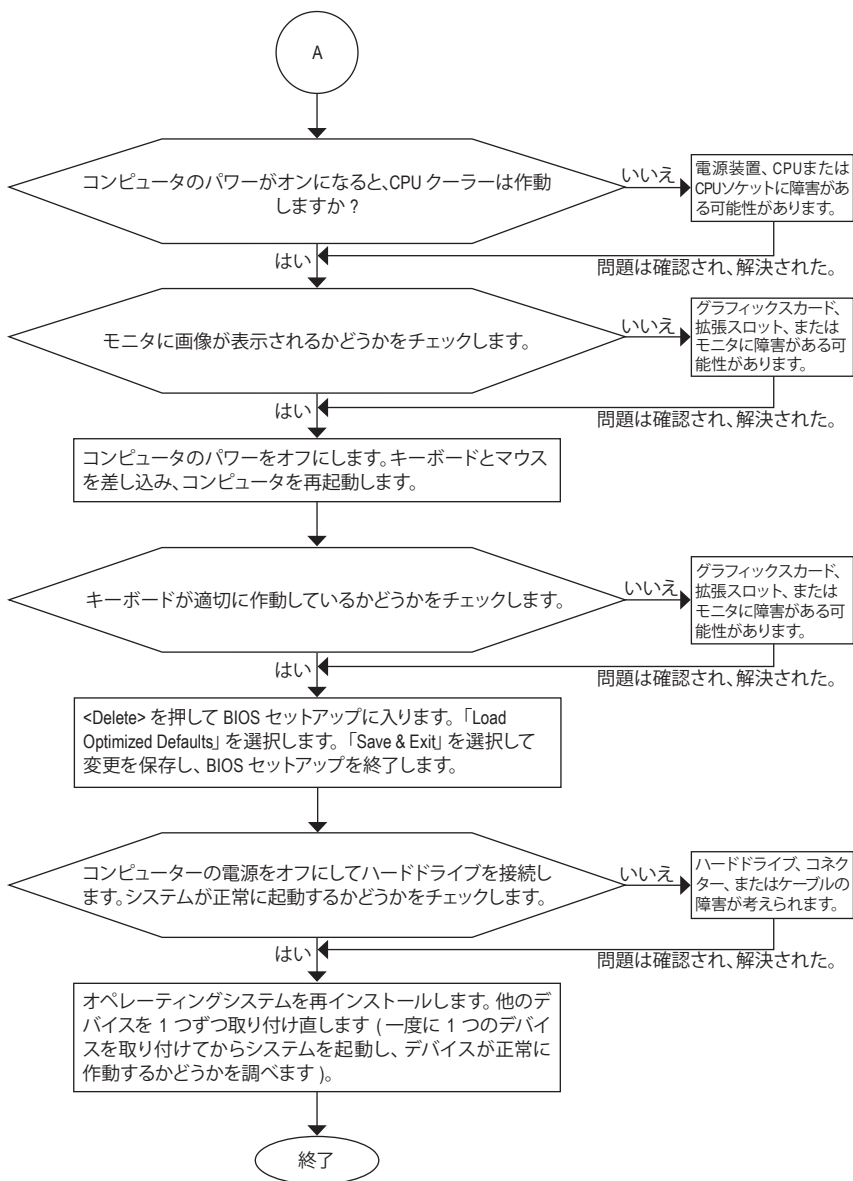 A
コンピュータのパワーがオンになると、CPU クーラーは作動
しますか ?
いいえ
電源装置、CPUまたは
CPUソケットに障害があ
る可能性があります。
はい
問題は確認され、解決された。
モニタに画像が表示されるかどうかをチェックします。
いいえ
グラフィックスカード、
拡張スロット、または
モニタに障害がある可
能性があります。
はい
問題は確認され、解決された。
コンピュータのパワーをオフにします。キーボードとマウス
を差し込み、コンピュータを再起動します。
キーボードが適切に作動しているかどうかをチェックします。
いいえ
グラフィックスカード、
拡張スロット、または
モニタに障害がある可
能性があります。
はい
問題は確認され、解決された。
<Delete> を押して BIOS セットアップに入ります。「Load
Optimized Defaults」を選択します。「Save & Exit」を選択して
変更を保存し、BIOS セットアップを終了します。
コンピューターの電源をオフにしてハードドライブを接続し
ます。システムが正常に起動するかどうかをチェックします。
いいえ
ハードドライブ、コネク
ター、またはケーブルの
障害が考えられます。
はい
問題は確認され、解決された。
オペレーティングシステムを再インストールします。他のデ
バイスを 1 つずつ取り付け直します ( 一度に 1 つのデバイ
スを取り付けてからシステムを起動し、デバイスが正常に
作動するかどうかを調べます )。
終了